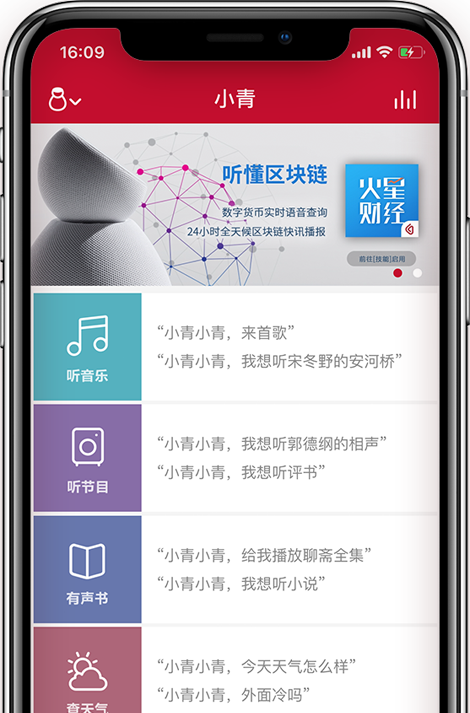 16:09
小青
听懂区块链
数字货币实时语音查询
24小时全天候区块链快讯播报
火星
财经
前往[技能]启用
听音乐
“小青小青，来首歌”
“小青小青，我想听宋冬野的安河桥”
听节目
“小青小青，我想听郭德纲的相声”
“小青小青，我想听评书”
有声书
“小青小青，给我播放聊斋全集”
“小青小青，我想听小说”
查天气
“小青小青，今天天气怎么样”
“小青小青，外面冷吗”